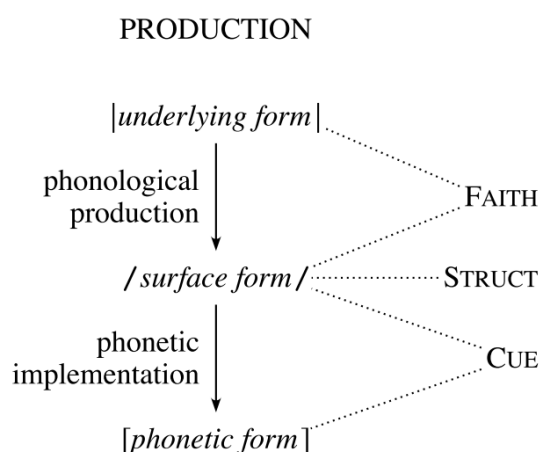 PRODUCTION
|underlying form|
phonological
production
FAITH
/surface form/
STRUCT
phonetic
implementation
CUE
[phonetic form]